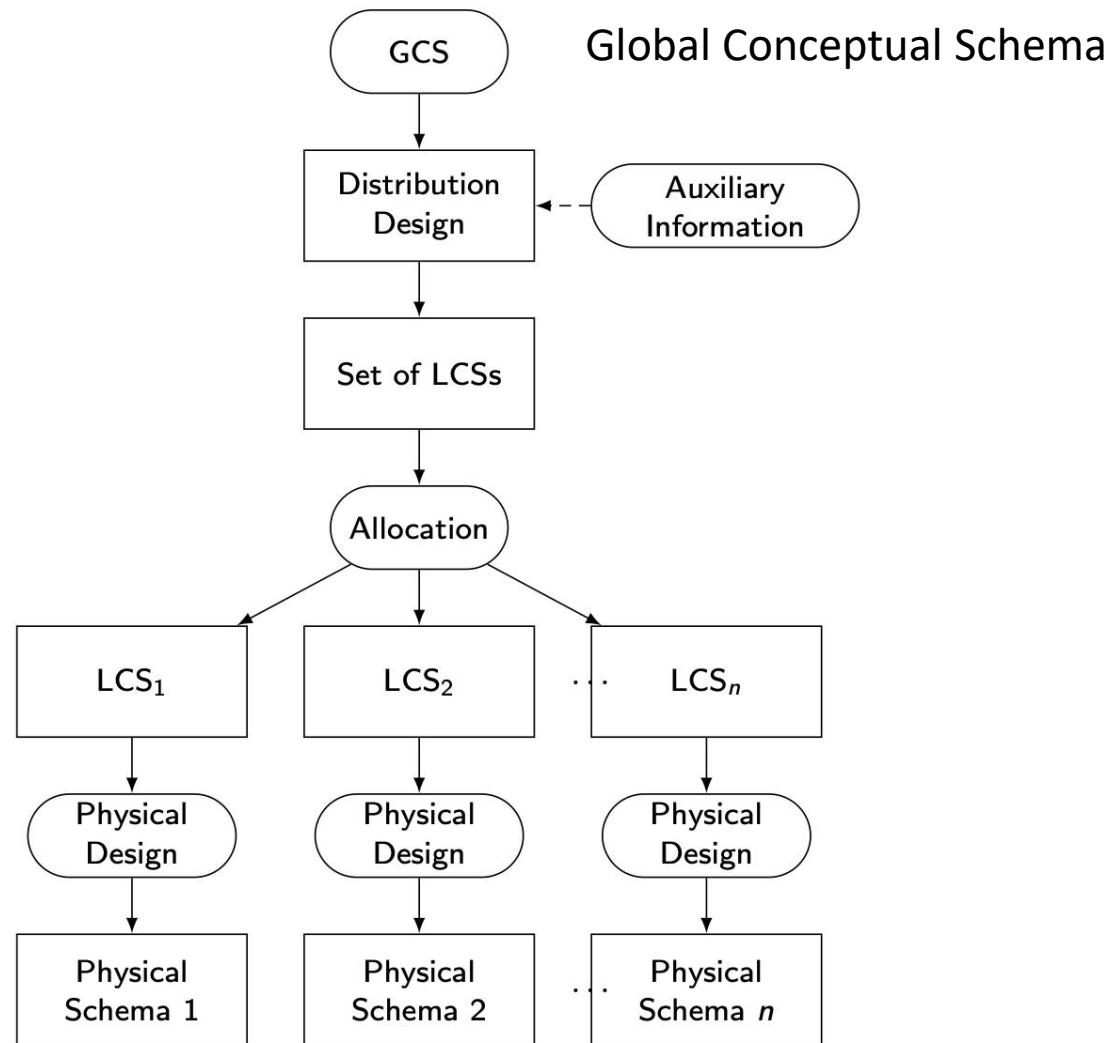 GCS
Global Conceptual Schema
Distribution
Design
Auxiliary
Information
Set of LCSs
Allocation
LCS₁
LCS₂
···
LCSₙ
Physical
Design
Physical
Design
Physical
Design
Physical
Schema 1
Physical
Schema 2
···
Physical
Schema n